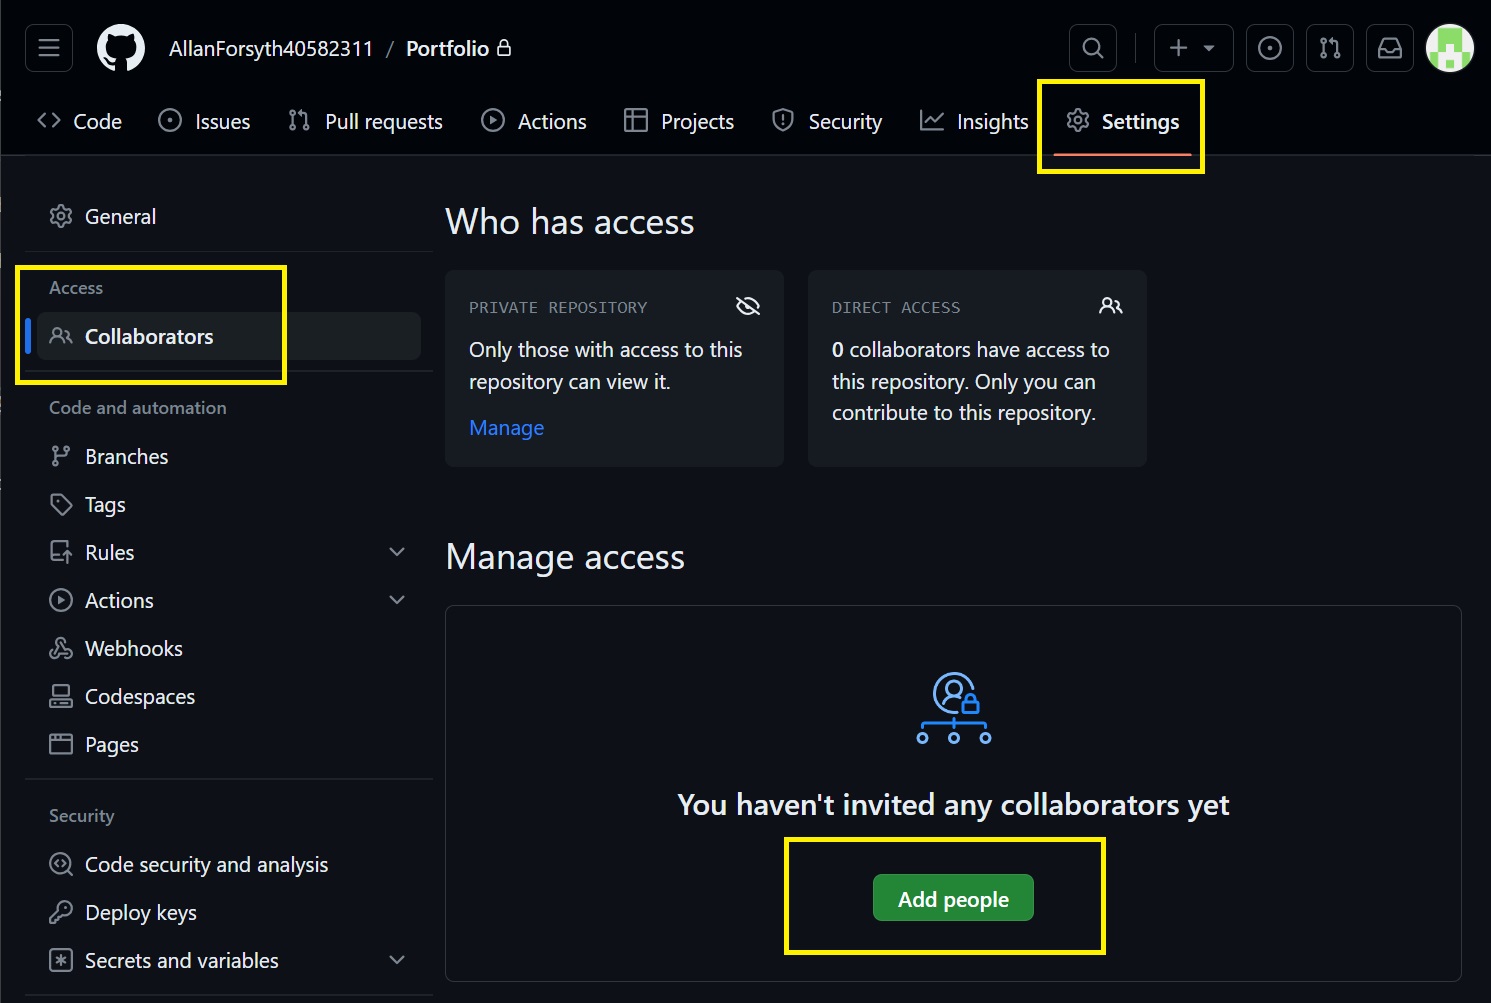 AllanForsyth40582311 / Portfolio
Code Issues Pull requests Actions Projects Security Insights Settings
General
Access
Collaborators
Code and automation
Branches
Tags
Rules
Actions
Webhooks
Codespaces
Pages
Security
Code security and analysis
Deploy keys
Secrets and variables
Who has access
PRIVATE REPOSITORY
Only those with access to this
repository can view it.
Manage
DIRECT ACCESS
0 collaborators have access to
this repository. Only you can
contribute to this repository.
Manage access
You haven't invited any collaborators yet
Add people